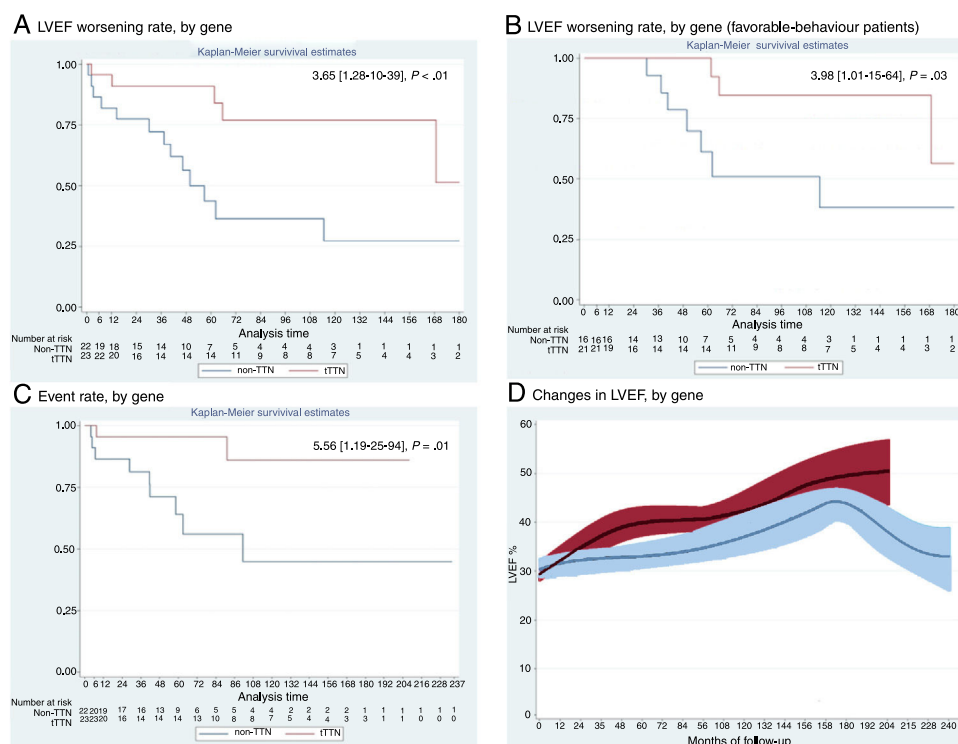 A LVEF worsening rate, by gene
Kaplan-Meier survivival estimates
3.65 [1.28-10-39], P < .01
1.00
0.75
0.50
0.25
0.00
0 6 12 24 36 48 60 72 84 96 108 120 132 144 156 168 180
Analysis time
Number at risk
Non-TTN 22 19 18 15 14 10 7 5 4 4 4 3 1 1 1 1
tTTN 23 22 20 16 14 14 14 11 9 8 8 7 5 4 4 3 2
non-TTN tTTN
B LVEF worsening rate, by gene (favorable-behaviour patients)
Kaplan-Meier survivival estimates
3.98 [1.01-15-64], P = .03
1.00
0.75
0.50
0.25
0.00
0 6 12 24 36 48 60 72 84 96 108 120 132 144 156 168 180
Analysis time
Number at risk
Non-TTN 16 16 16 14 13 10 7 5 4 4 4 3 1 1 1 1
tTTN 21 21 19 16 14 14 14 11 9 8 8 7 5 4 4 3 2
non-TTN tTTN
C Event rate, by gene
Kaplan-Meier survivival estimates
5.56 [1.19-25-94], P = .01
1.00
0.75
0.50
0.25
0.00
0 6 12 24 36 48 60 72 84 86 108 120 132 144 156 168 180 192 204 216 228 237
Analysis time
Number at risk
Non-TTN 22 20 19 17 16 13 9 6 5 5 4 4 2 2 2 2 1 1 1 1 1 1
tTTN 23 23 20 16 14 14 14 13 10 8 8 7 5 4 4 3 3 1 1 0 0 0
non-TTN tTTN
D Changes in LVEF, by gene
60
50
40
30
20
10
0
LVEF %
0 12 24 36 48 60 72 84 56 108 120 132 144 156 168 180 192 204 215 228 240
Months of follow-up